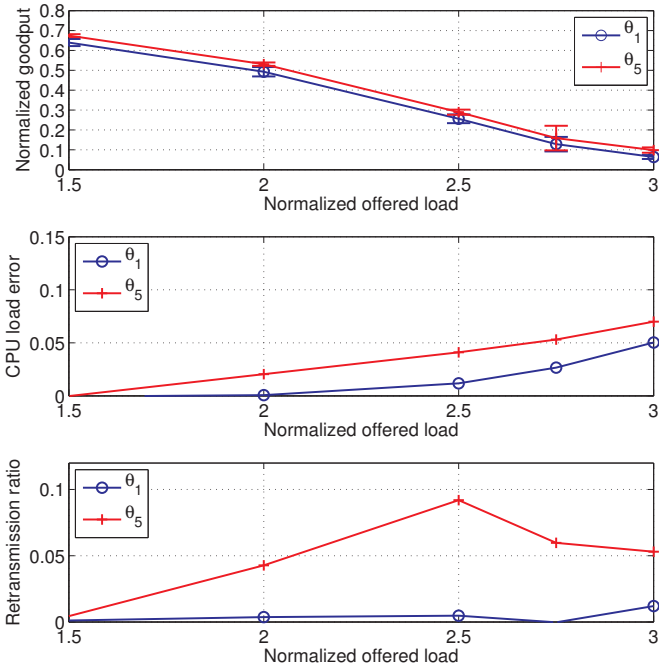 Normalized goodput
0.8
0.7
0.6
0.5
0.4
0.3
0.2
0.1
0
1.5 2 2.5 3
Normalized offered load
θ1
θ5
CPU load error
0.15
0.1
0.05
0
1.5 2 2.5 3
Normalized offered load
θ1
θ5
Retransmission ratio
0.1
0.05
0
1.5 2 2.5 3
Normalized offered load
θ1
θ5